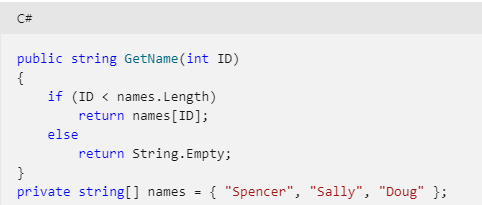 C#
public string GetName(int ID)
{
    if (ID < names.Length)
        return names[ID];
    else
        return String.Empty;
}
private string[] names = { "Spencer", "Sally", "Doug" };